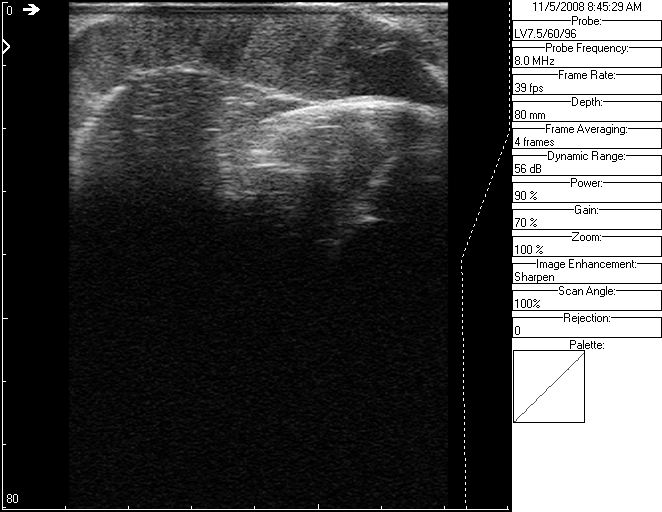 0
80
11/5/2008 8:45:29 AM
Probe:
LV7.5/60/96
Probe Frequency:
8.0 MHz
Frame Rate:
39 fps
Depth:
80 mm
Frame Averaging:
4 frames
Dynamic Range:
56 dB
Power:
90 %
Gain:
70 %
Zoom:
100 %
Image Enhancement:
Sharpen
Scan Angle:
100%
Rejection:
0
Palette: